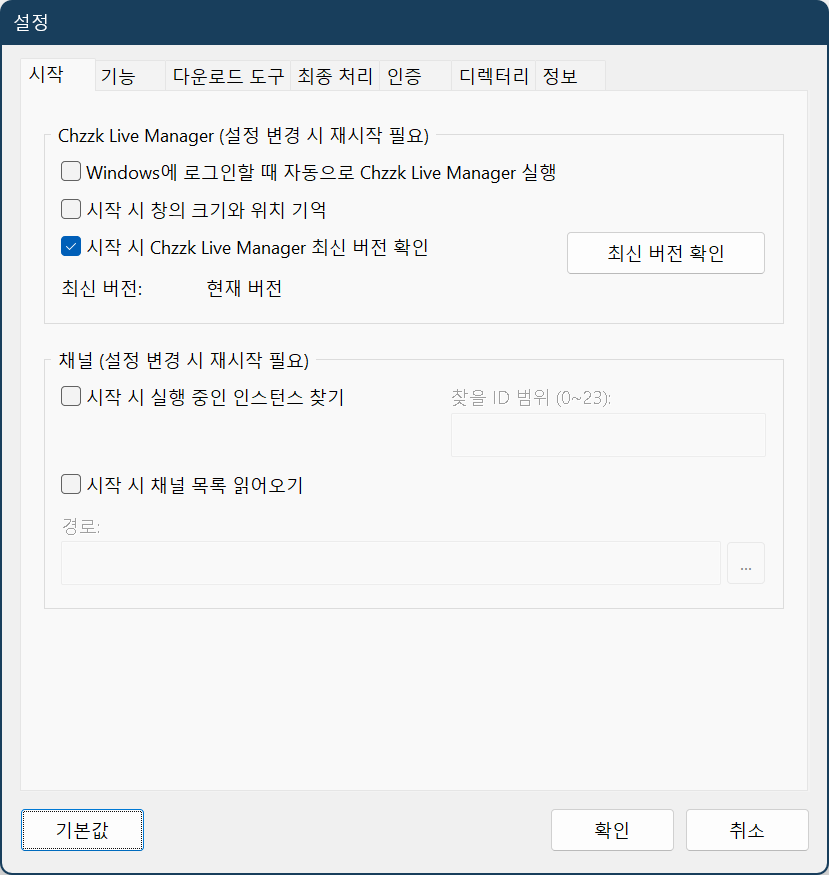 설정
시작 기능 다운로드 도구 최종 처리 인증 디렉터리 정보
Chzzk Live Manager (설정 변경 시 재시작 필요)
Windows에 로그인할 때 자동으로 Chzzk Live Manager 실행
시작 시 창의 크기와 위치 기억
시작 시 Chzzk Live Manager 최신 버전 확인
최신 버전 확인
최신 버전: 현재 버전
채널 (설정 변경 시 재시작 필요)
시작 시 실행 중인 인스턴스 찾기 찾을 ID 범위 (0~23):
시작 시 채널 목록 읽어오기
경로:
...
기본값 확인 취소